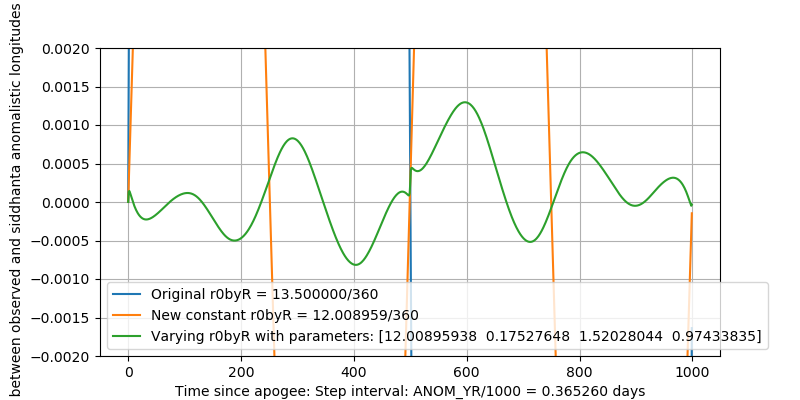 between observed and siddhanta anomalistic longitudes
0.0020
0.0015
0.0010
0.0005
0.0000
−0.0005
−0.0010
−0.0015
−0.0020
Original r0byR = 13.500000/360
New constant r0byR = 12.008959/360
Varying r0byR with parameters: [12.00895938 0.17527648 1.52028044 0.97433835]
0 200 400 600 800 1000
Time since apogee: Step interval: ANOM_YR/1000 = 0.365260 days